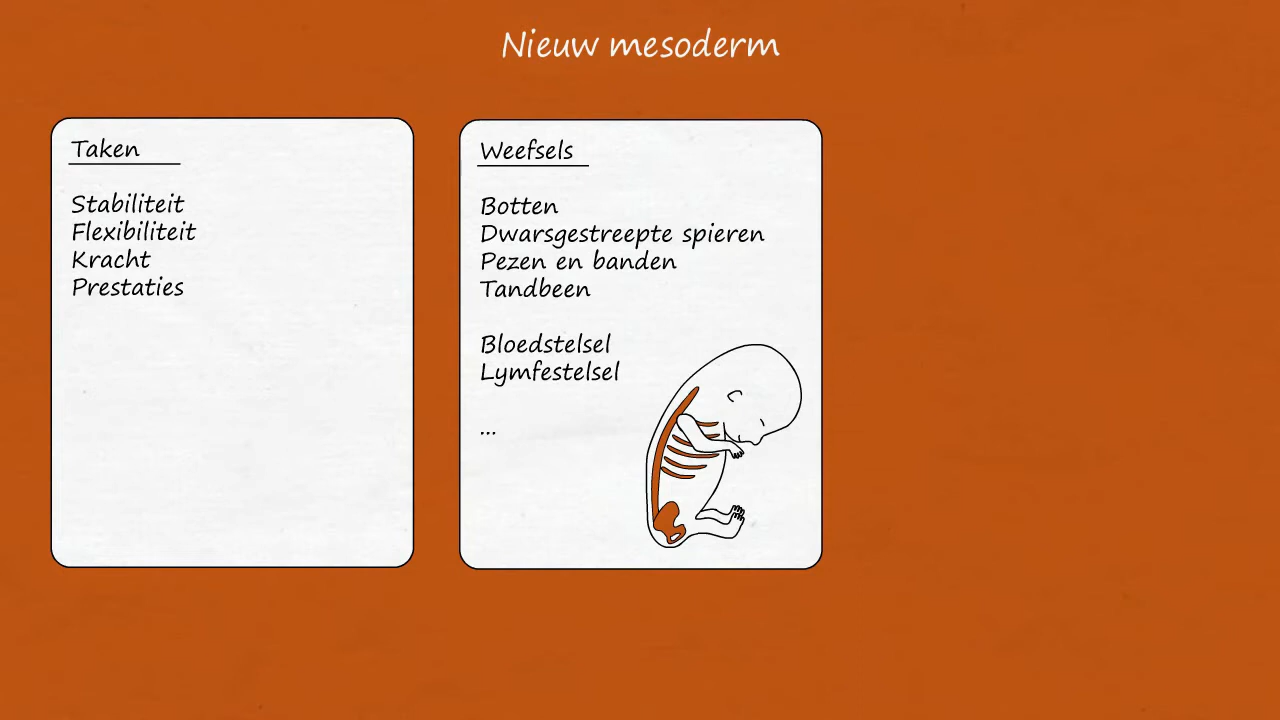 Nieuw mesoderm
Taken
Stabiliteit
Flexibiliteit
Kracht
Prestaties
Weefsels
Botten
Dwarsgestreepte spieren
Pezen en banden
Tandbeen
Bloedstelsel
Lymfestelsel
...